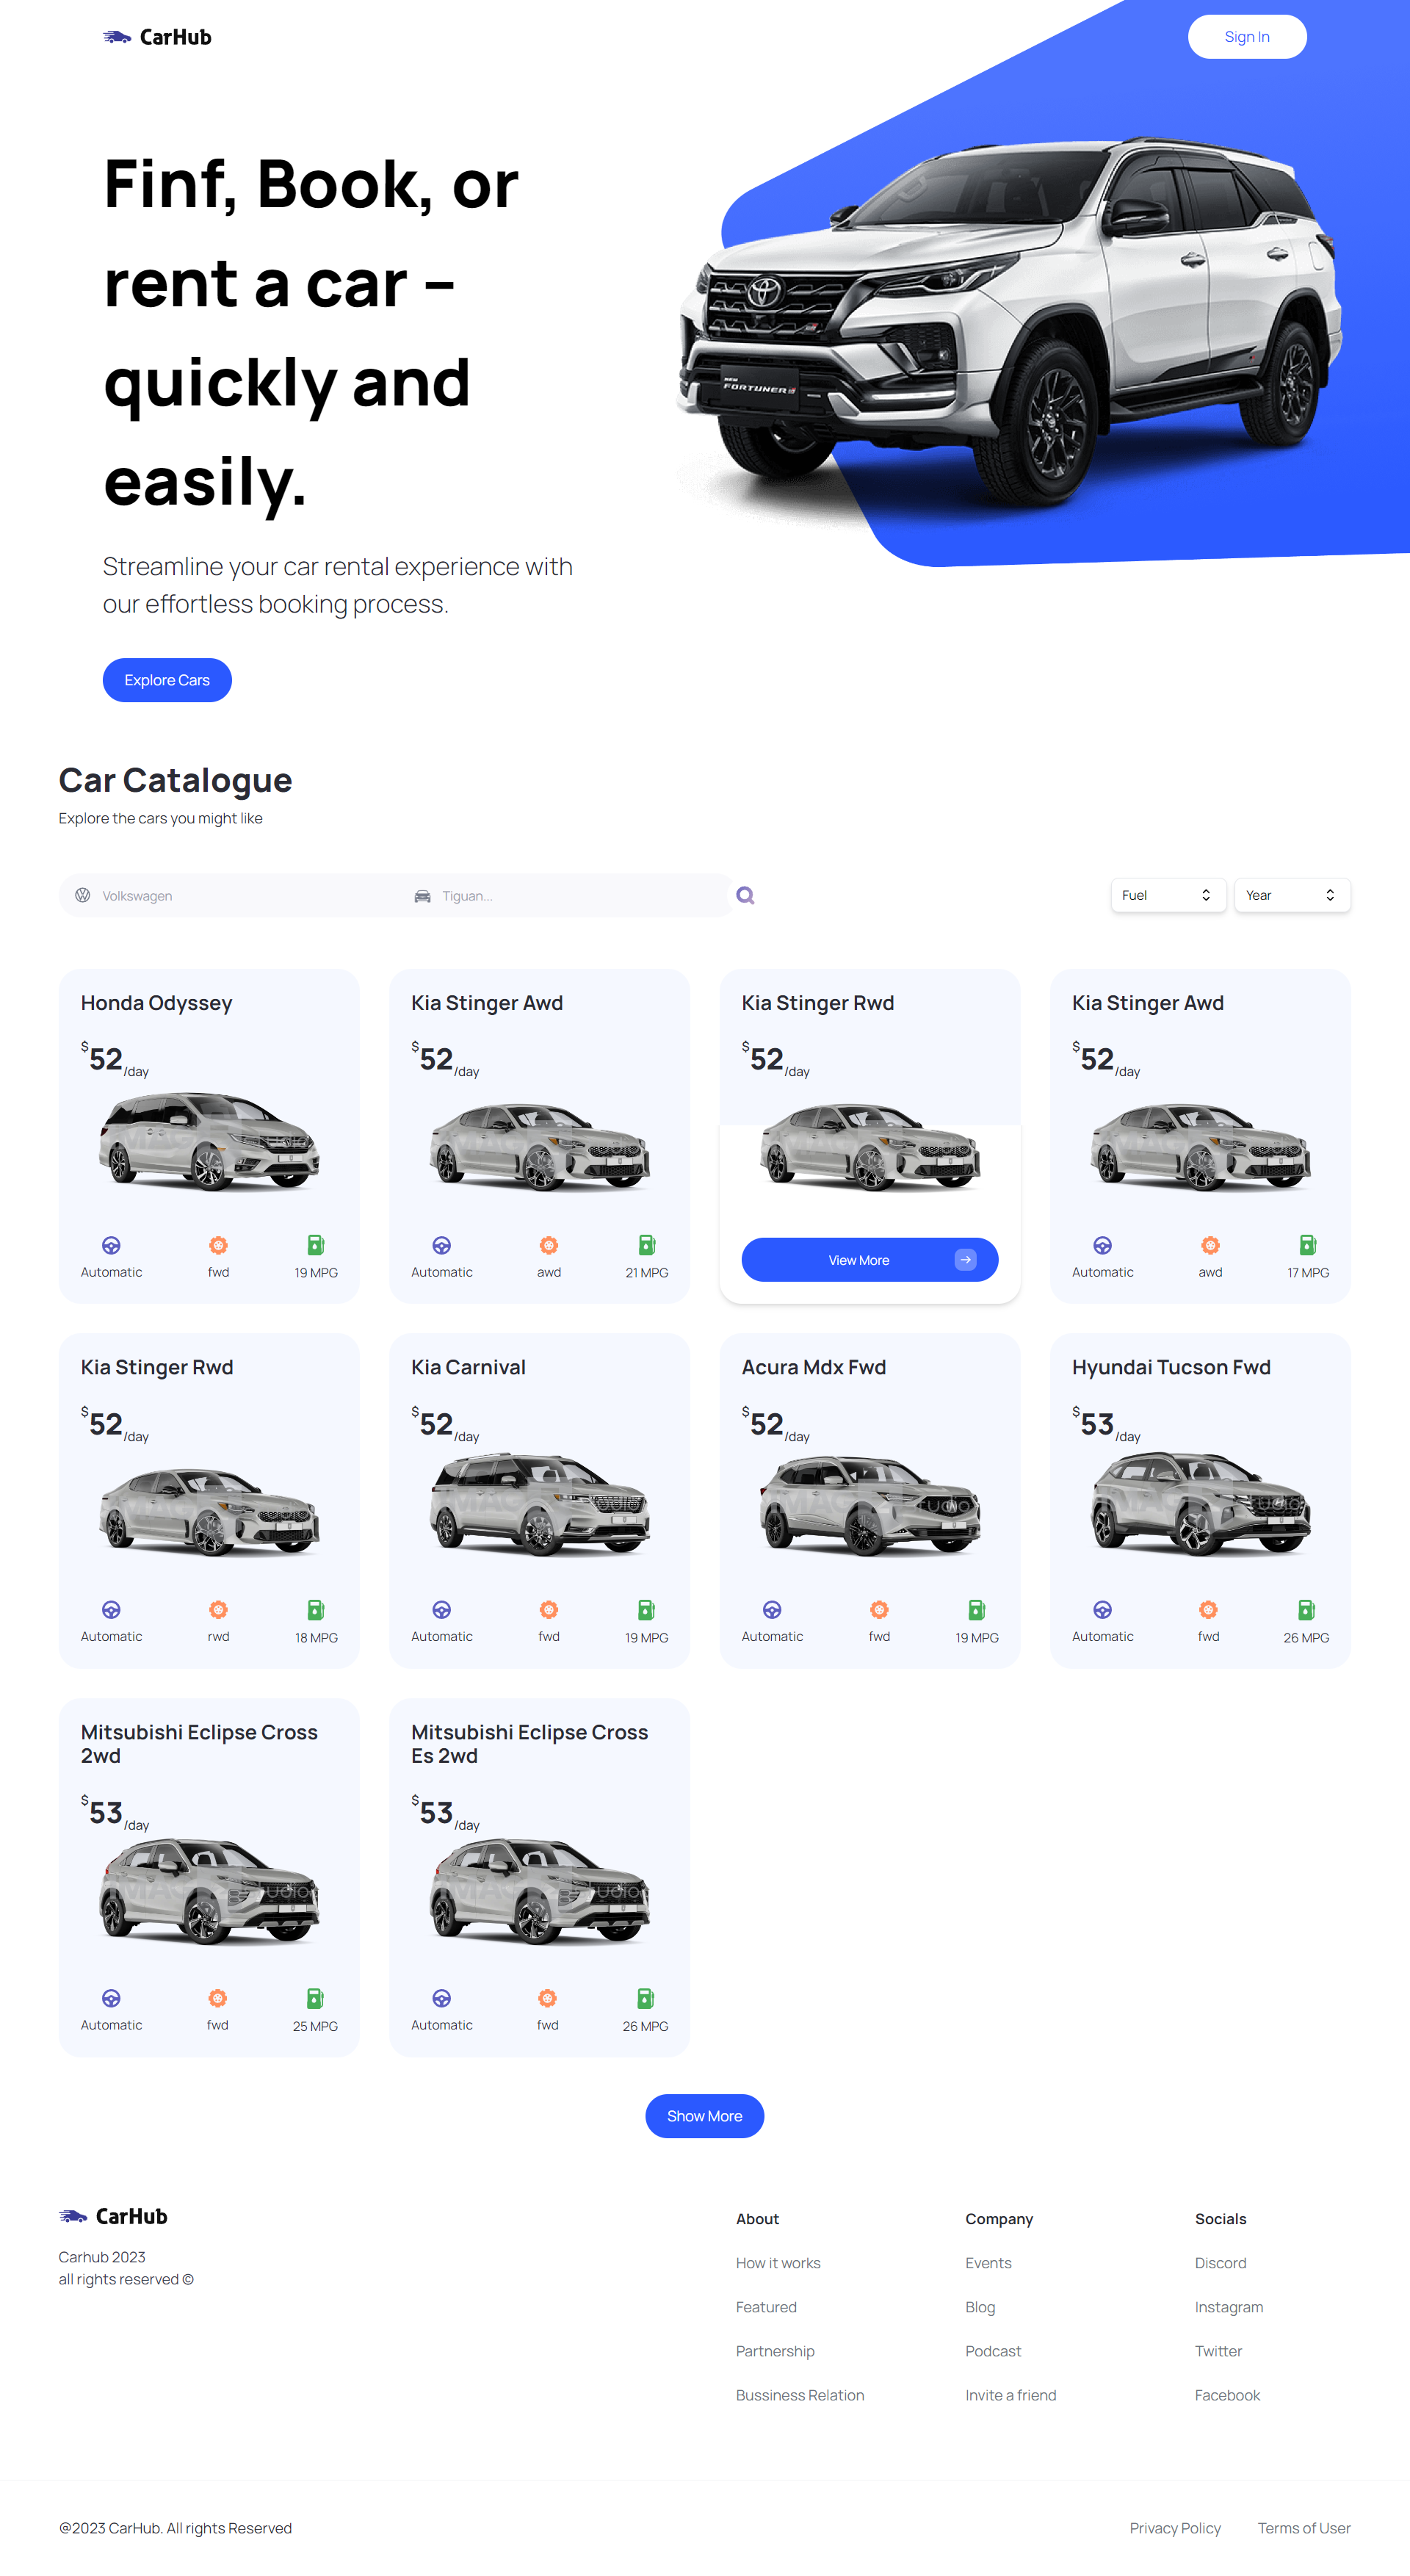 CarHub
Sign In
Finf, Book, or
rent a car –
quickly and
easily.
Streamline your car rental experience with
our effortless booking process.
Explore Cars
NEW FORTUNER
Car Catalogue
Explore the cars you might like
Volkswagen
Tiguan...
Fuel
Year
Honda Odyssey
$52/day
Automatic
fwd
19 MPG
Kia Stinger Awd
$52/day
Automatic
awd
21 MPG
Kia Stinger Rwd
$52/day
View More
Kia Stinger Awd
$52/day
Automatic
awd
17 MPG
Kia Stinger Rwd
$52/day
Automatic
rwd
18 MPG
Kia Carnival
$52/day
Automatic
fwd
19 MPG
Acura Mdx Fwd
$52/day
Automatic
fwd
19 MPG
Hyundai Tucson Fwd
$53/day
Automatic
fwd
26 MPG
Mitsubishi Eclipse Cross
2wd
$53/day
Automatic
fwd
25 MPG
Mitsubishi Eclipse Cross
Es 2wd
$53/day
Automatic
fwd
26 MPG
Show More
CarHub
Carhub 2023
all rights reserved ©
About
How it works
Featured
Partnership
Bussiness Relation
Company
Events
Blog
Podcast
Invite a friend
Socials
Discord
Instagram
Twitter
Facebook
@2023 CarHub. All rights Reserved
Privacy Policy
Terms of User